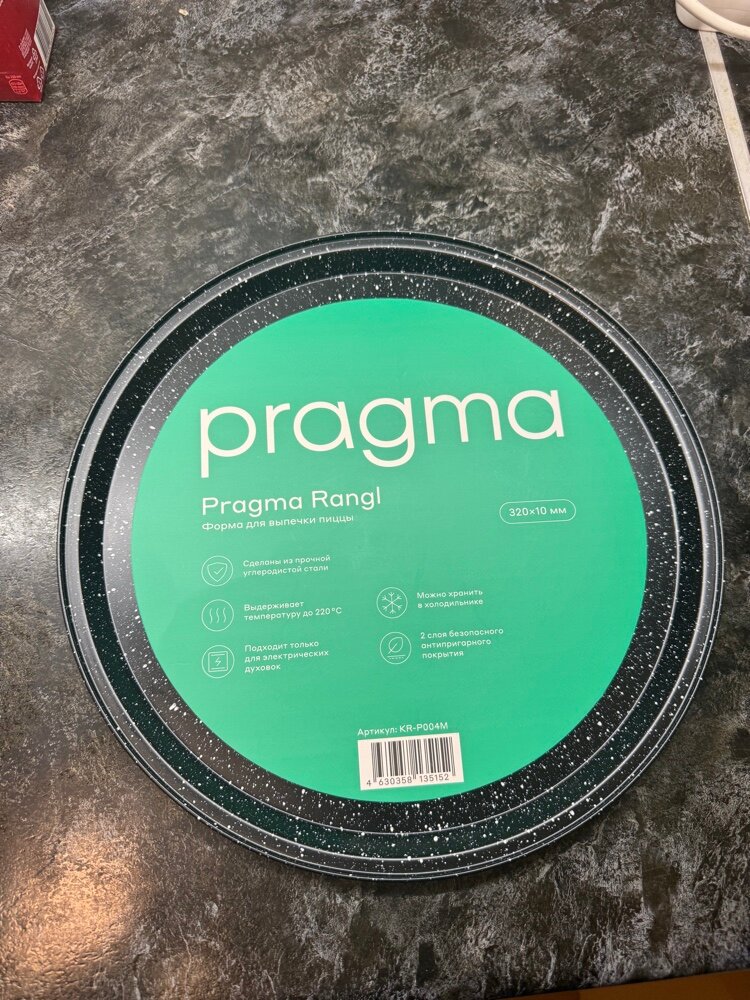 pragma
Pragma Rangl
Форма для выпечки пиццы
320×10 мм
Сделаны из прочной
углеродистой стали
Выдерживает
температуру до 220°С
Подходит только
для электрических
духовок
Можно хранить
в холодильнике
2 слоя безопасного
антипригарного
покрытия
Артикул: KR-P004M
4 630358 135152